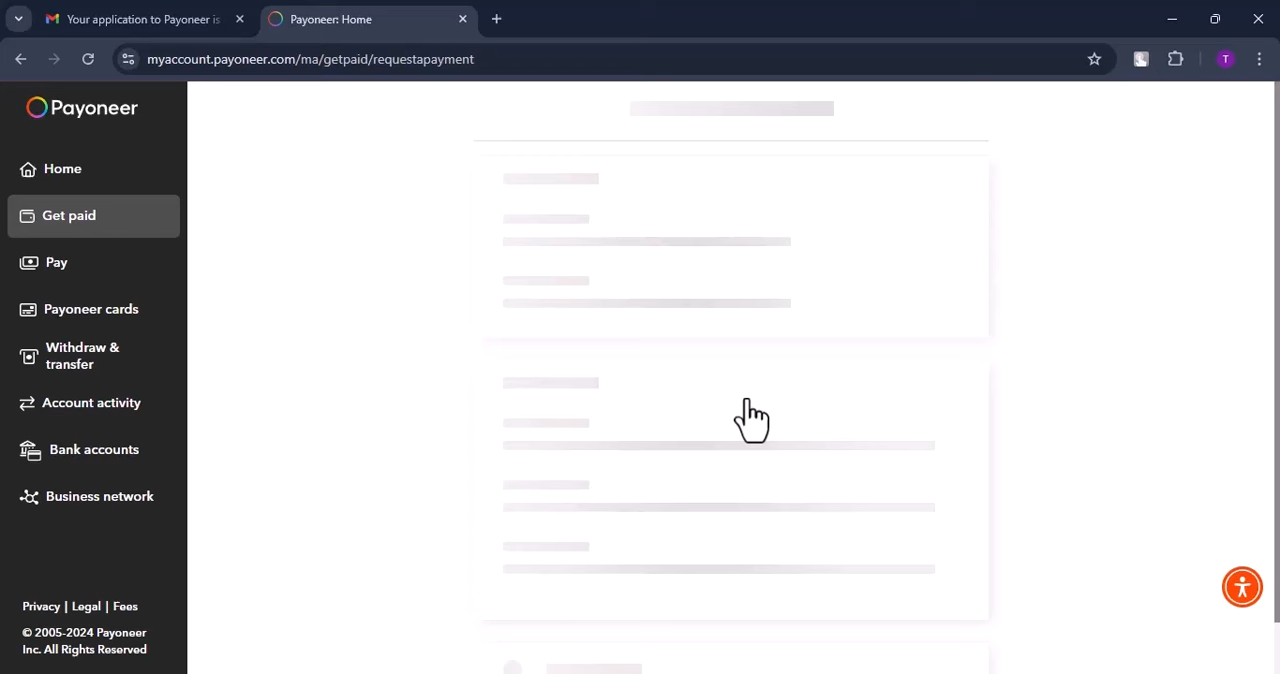 Your application to Payoneer is
Payoneer: Home
myaccount.payoneer.com/ma/getpaid/requestapayment
T
Payoneer
Home
Get paid
Pay
Payoneer cards
Withdraw &
transfer
Account activity
Bank accounts
Business network
Privacy | Legal | Fees
© 2005-2024 Payoneer
Inc. All Rights Reserved